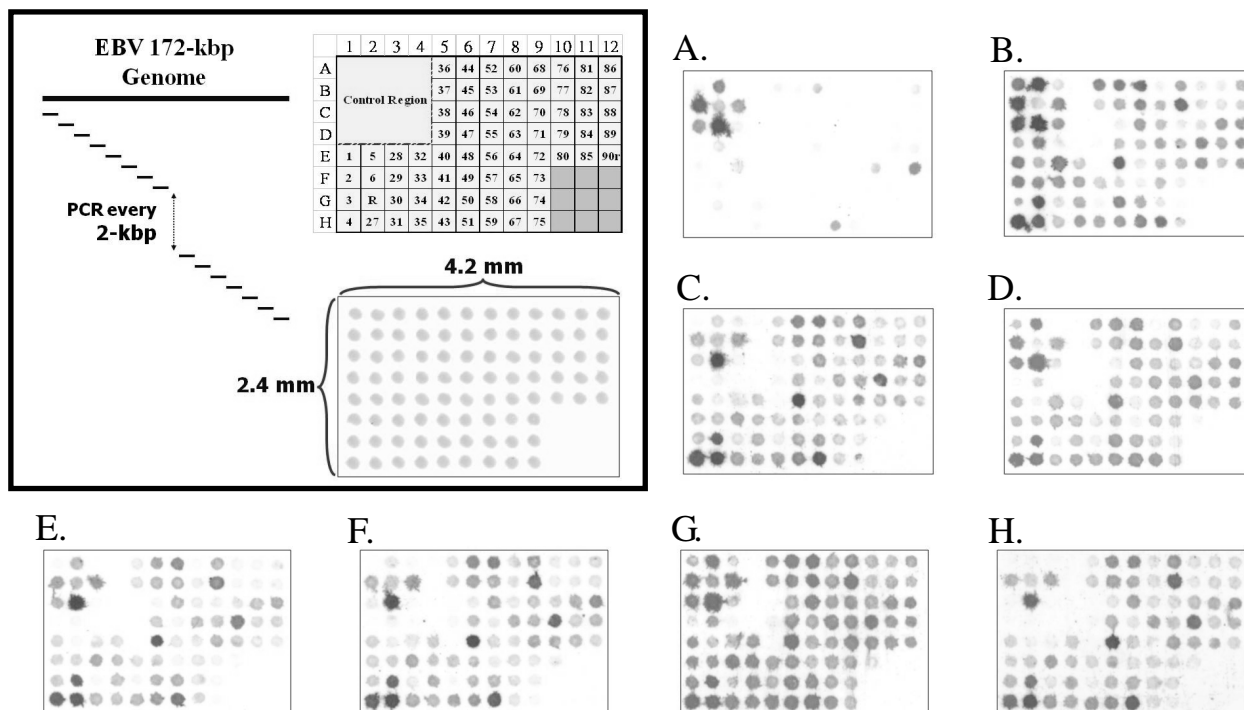 EBV 172-kbp
Genome
PCR every
2-kbp
1 2 3 4 5 6 7 8 9 10 11 12
A 36 44 52 60 68 76 81 86
B 37 45 53 61 69 77 82 87
Control Region
C 38 46 54 62 70 78 83 88
D 39 47 55 63 71 79 84 89
E 1 5 28 32 40 48 56 64 72 80 85 90r
F 2 6 29 33 41 49 57 65 73
G 3 R 30 34 42 50 58 66 74
H 4 27 31 35 43 51 59 67 75
4.2 mm
2.4 mm
A.
B.
C.
D.
E.
F.
G.
H.